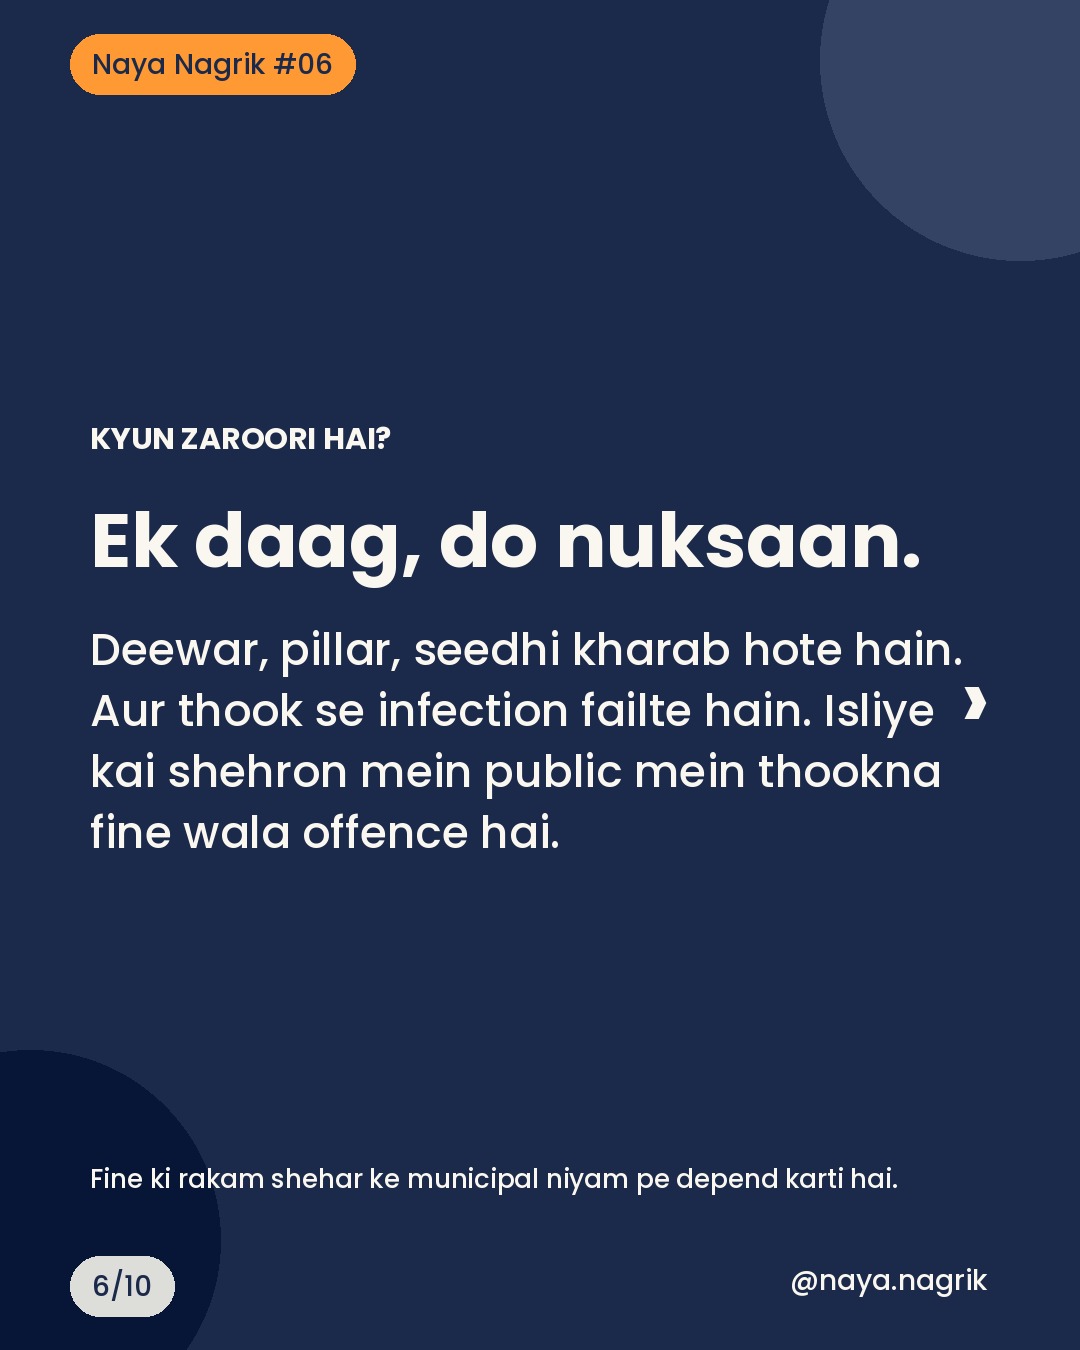 Naya Nagrik #06
KYUN ZAROORI HAI?
Ek daag, do nuksaan.
Deewar, pillar, seedhi kharab hote hain.
Aur thook se infection failte hain. Isliye
kai shehron mein public mein thookna
fine wala offence hai.
Fine ki rakam shehar ke municipal niyam pe depend karti hai.
6/10
@naya.nagrik